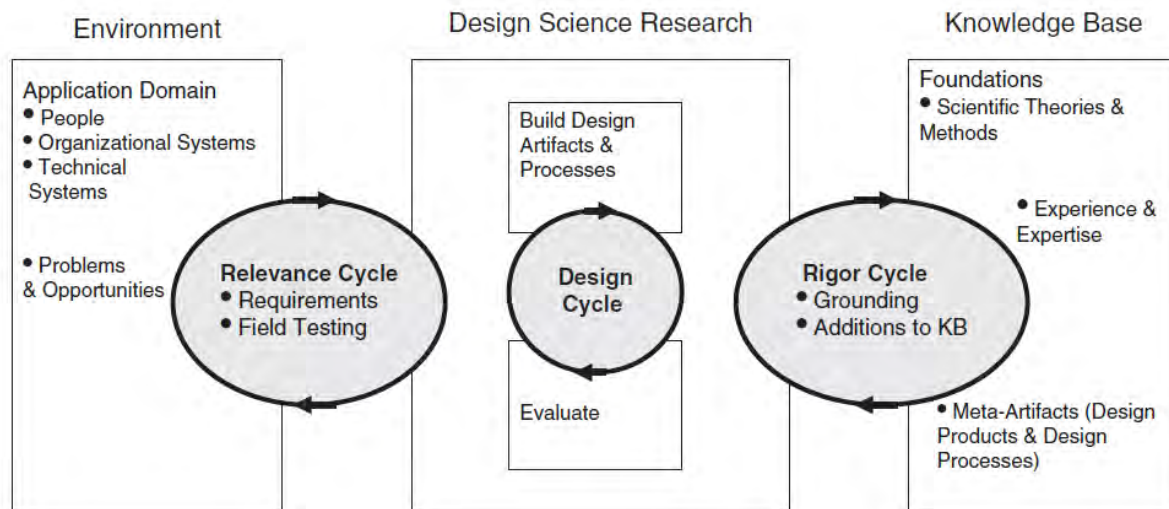 Environment
Design Science Research
Knowledge Base
Application Domain
• People
• Organizational Systems
• Technical
Systems
• Problems
& Opportunities
Relevance Cycle
• Requirements
• Field Testing
Build Design
Artifacts &
Processes
Design
Cycle
Evaluate
Rigor Cycle
• Grounding
• Additions to KB
Foundations
• Scientific Theories &
Methods
• Experience &
Expertise
• Meta-Artifacts (Design
Products & Design
Processes)